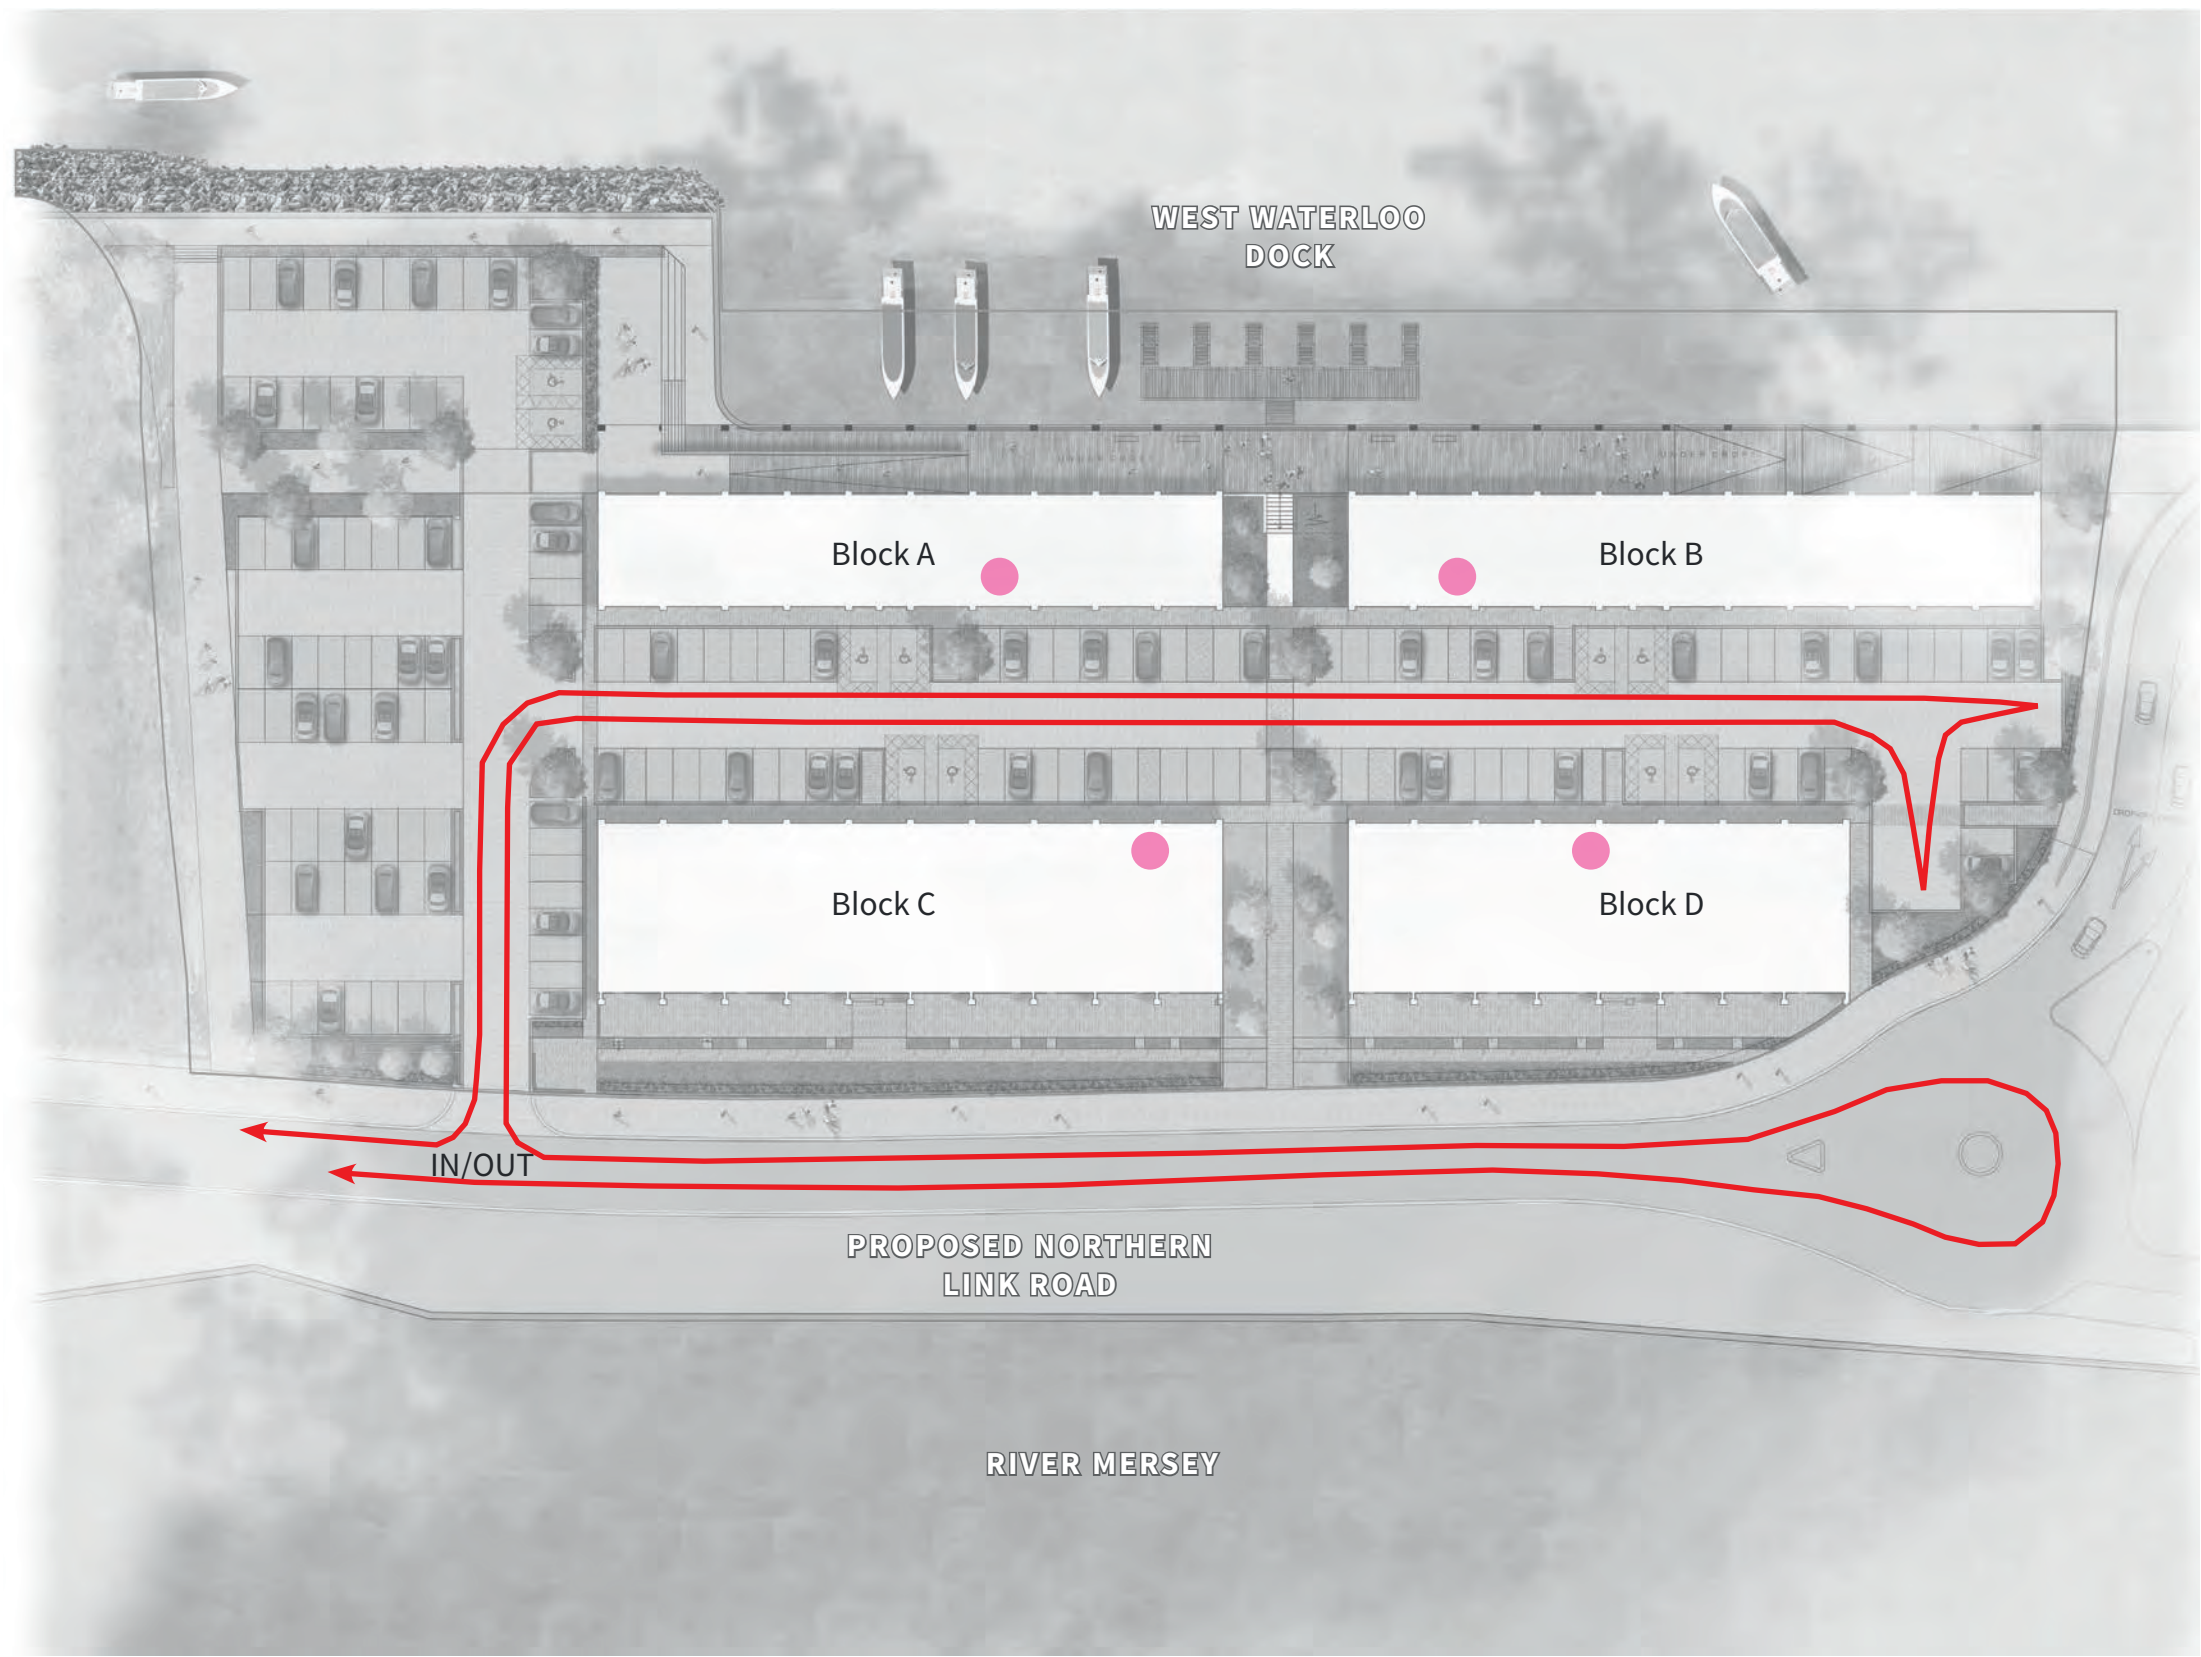 WEST WATERLOO
DOCK
Block A
Block B
Block C
Block D
IN/OUT
PROPOSED NORTHERN
LINK ROAD
RIVER MERSEY